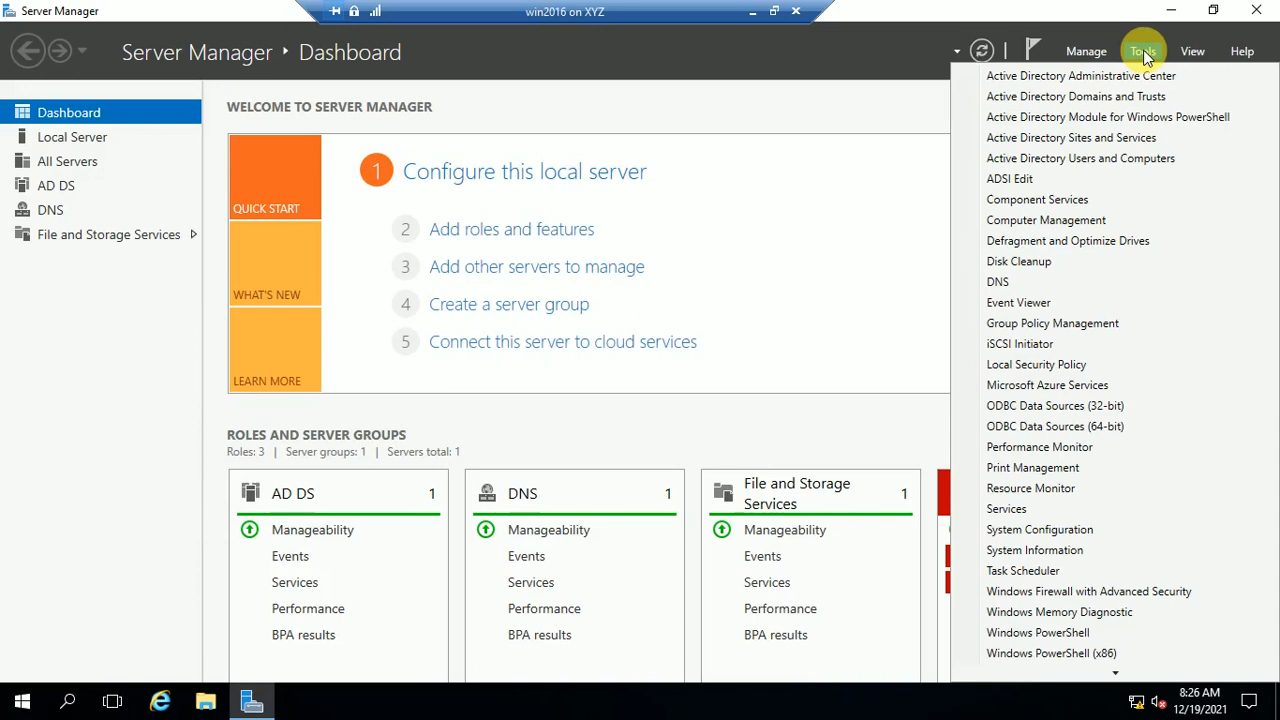 Server Manager
win2016 on XYZ
Server Manager
Dashboard
Manage
Tools
View
Help
Dashboard
Local Server
All Servers
AD DS
DNS
File and Storage Services
WELCOME TO SERVER MANAGER
QUICK START
WHAT'S NEW
LEARN MORE
1 Configure this local server
2 Add roles and features
3 Add other servers to manage
4 Create a server group
5 Connect this server to cloud services
ROLES AND SERVER GROUPS
Roles: 3 | Server groups: 1 | Servers total: 1
AD DS 1
Manageability
Events
Services
Performance
BPA results
DNS 1
Manageability
Events
Services
Performance
BPA results
File and Storage
Services 1
Manageability
Events
Services
Performance
BPA results
Active Directory Administrative Center
Active Directory Domains and Trusts
Active Directory Module for Windows PowerShell
Active Directory Sites and Services
Active Directory Users and Computers
ADSI Edit
Component Services
Computer Management
Defragment and Optimize Drives
Disk Cleanup
DNS
Event Viewer
Group Policy Management
iSCSI Initiator
Local Security Policy
Microsoft Azure Services
ODBC Data Sources (32-bit)
ODBC Data Sources (64-bit)
Performance Monitor
Print Management
Resource Monitor
Services
System Configuration
System Information
Task Scheduler
Windows Firewall with Advanced Security
Windows Memory Diagnostic
Windows PowerShell
Windows PowerShell (x86)
8:26 AM
12/19/2021